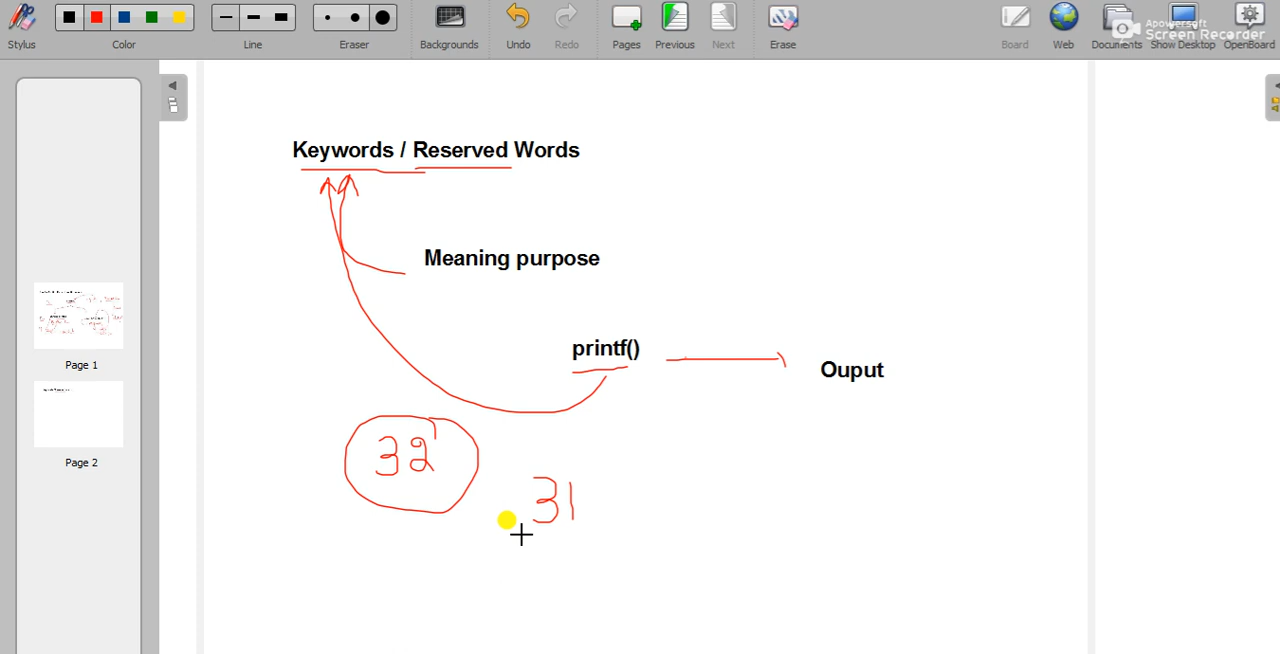 Stylus
Color
Line
Eraser
Backgrounds
Undo
Redo
Pages
Previous
Next
Erase
Board
Web
Documents
Show Desktop
OpenBoard
Apowersoft
Screen Recorder
Keywords / Reserved Words
Meaning purpose
printf()
Ouput
32
31
Page 1
Page 2